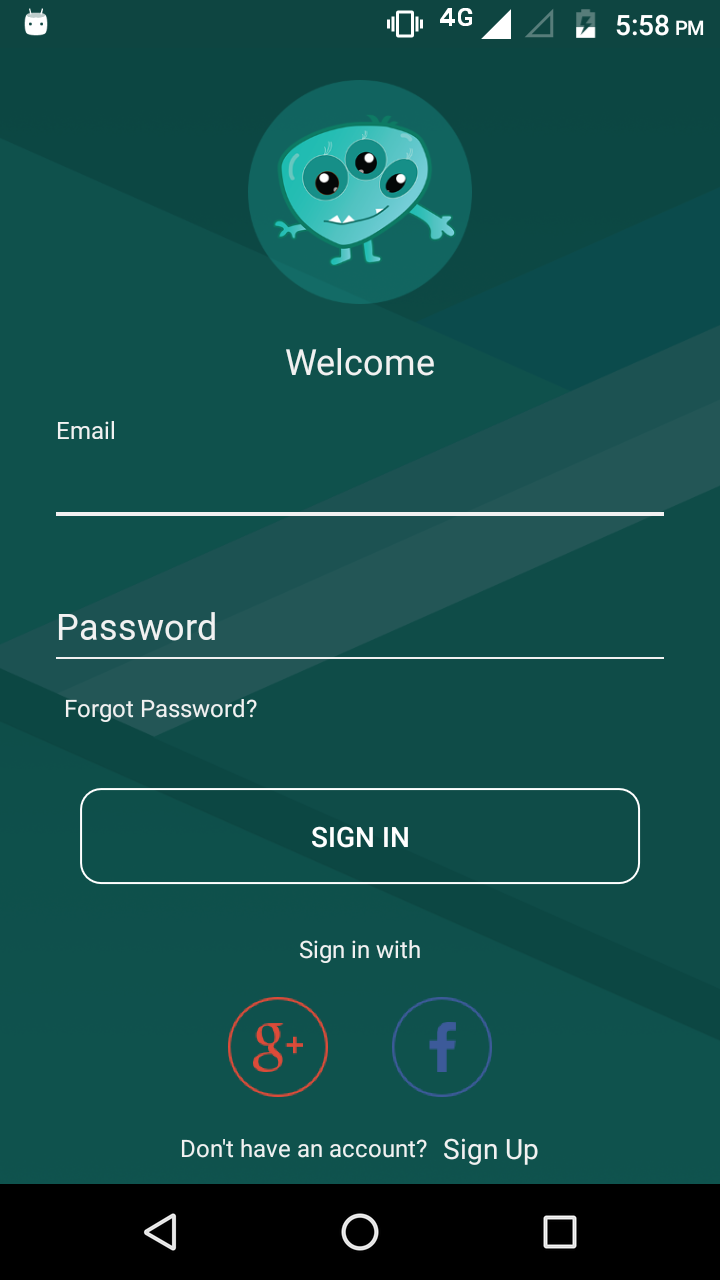 4G 5:58 PM
Welcome
Email
Password
Forgot Password?
SIGN IN
Sign in with
g+ f
Don't have an account? Sign Up